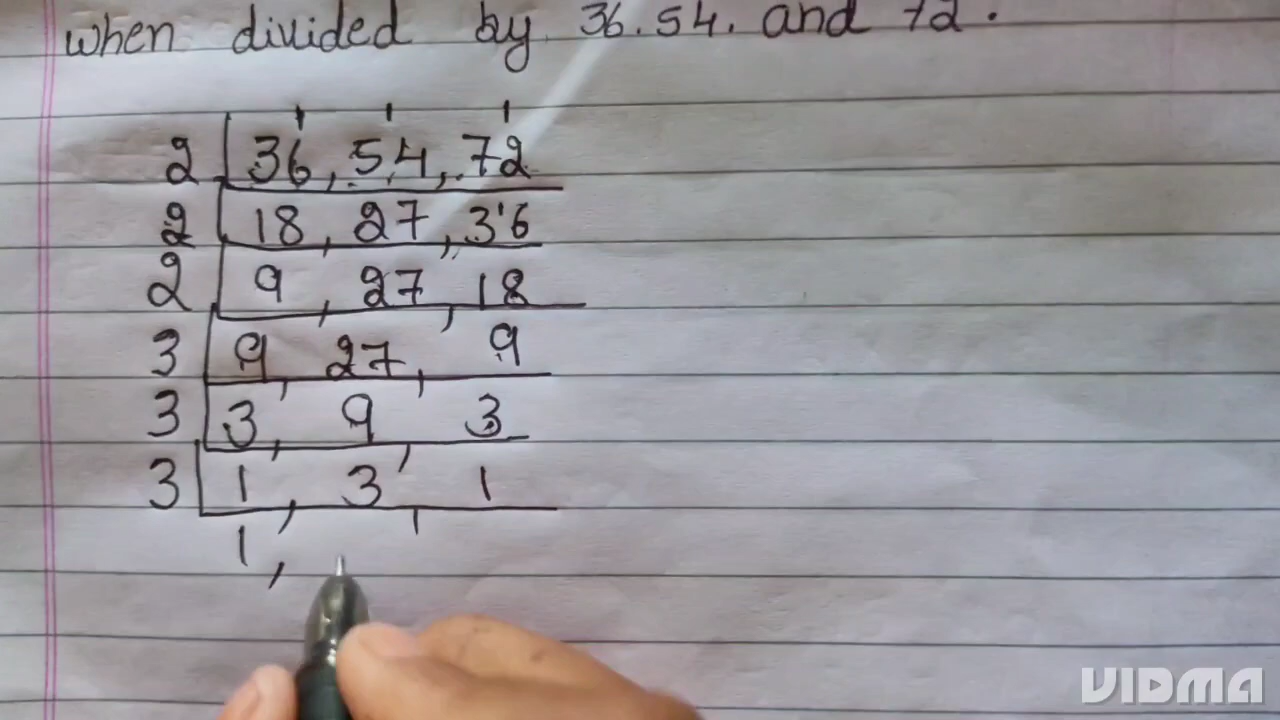 when divided by 36.54. and 72.
2 36, 54, 72
2 18, 27, 36
2 9, 27, 18
3 9, 27, 9
3 3, 9, 3
3 1, 3, 1
1,
VIDMA